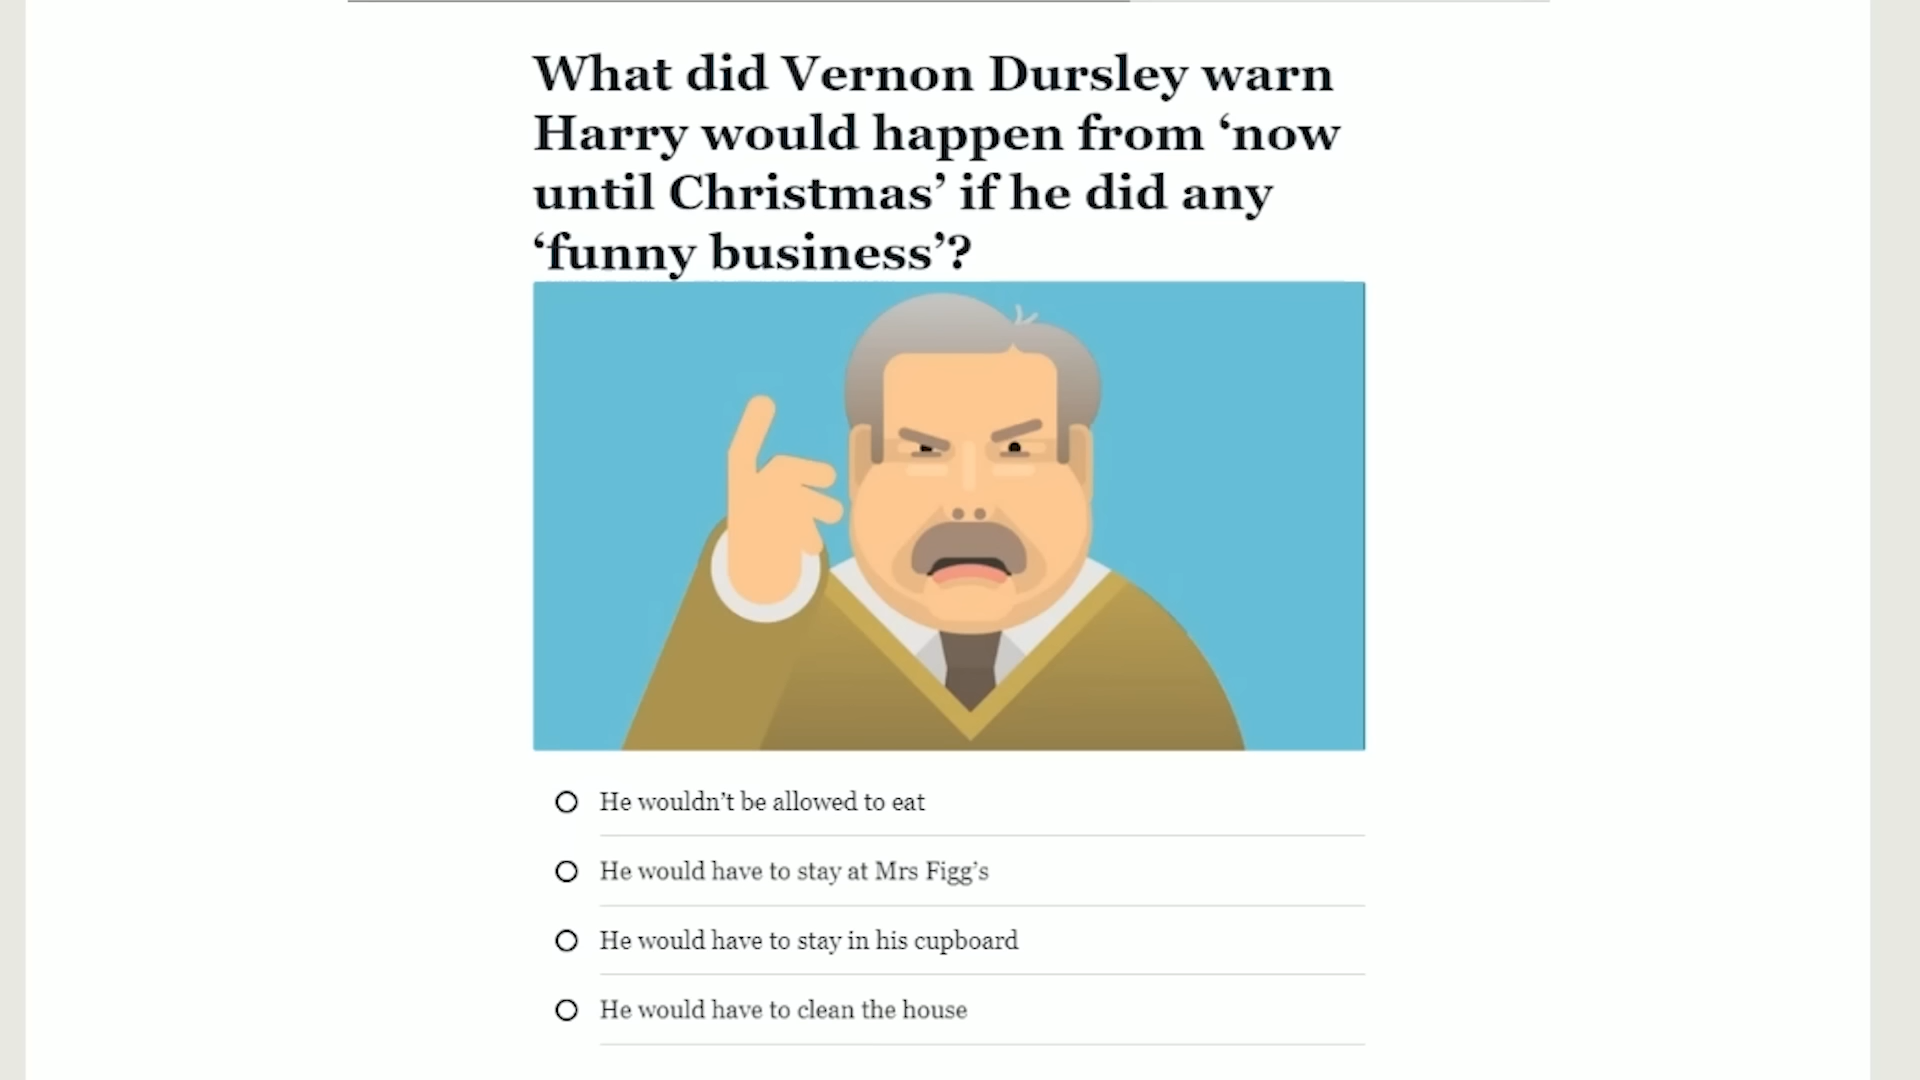 What did Vernon Dursley warn
Harry would happen from ‘now
until Christmas’ if he did any
‘funny business’?
He wouldn’t be allowed to eat
He would have to stay at Mrs Figg’s
He would have to stay in his cupboard
He would have to clean the house